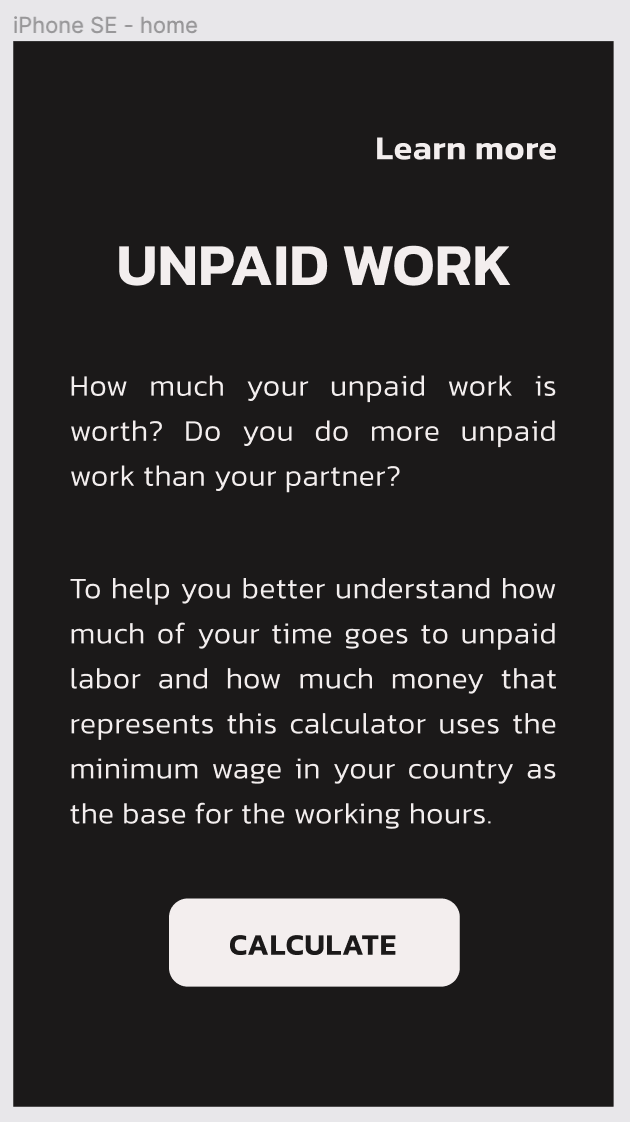 iPhone SE - home
Learn more
UNPAID WORK
How much your unpaid work is
worth? Do you do more unpaid
work than your partner?
To help you better understand how
much of your time goes to unpaid
labor and how much money that
represents this calculator uses the
minimum wage in your country as
the base for the working hours.
CALCULATE